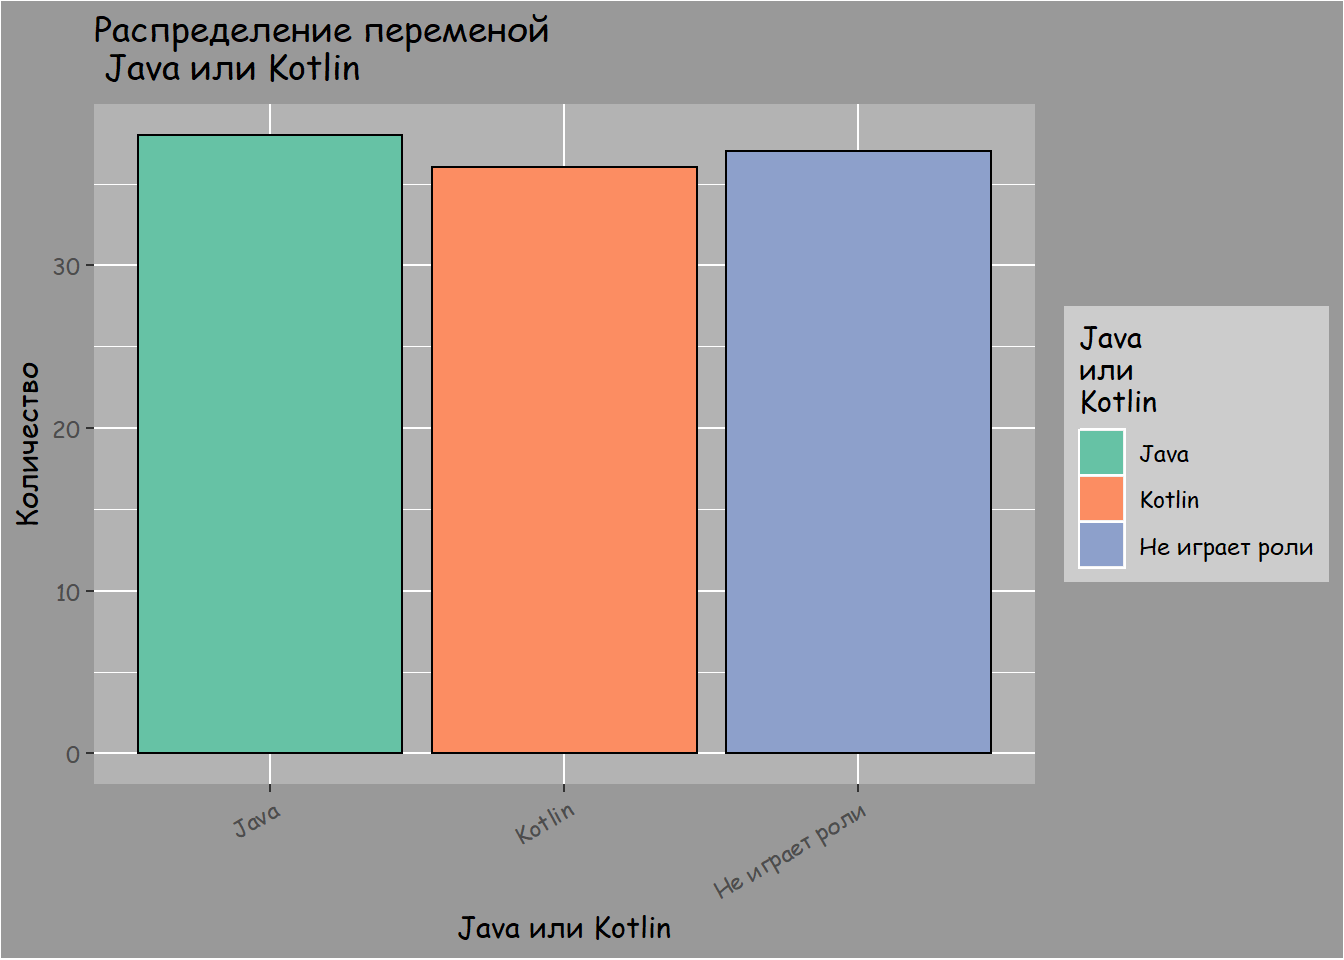 Распределение переменой
Java или Kotlin
Количество
30
20
10
0
Java
Kotlin
Не играет роли
Java или Kotlin
Java
или
Kotlin
Java
Kotlin
Не играет роли